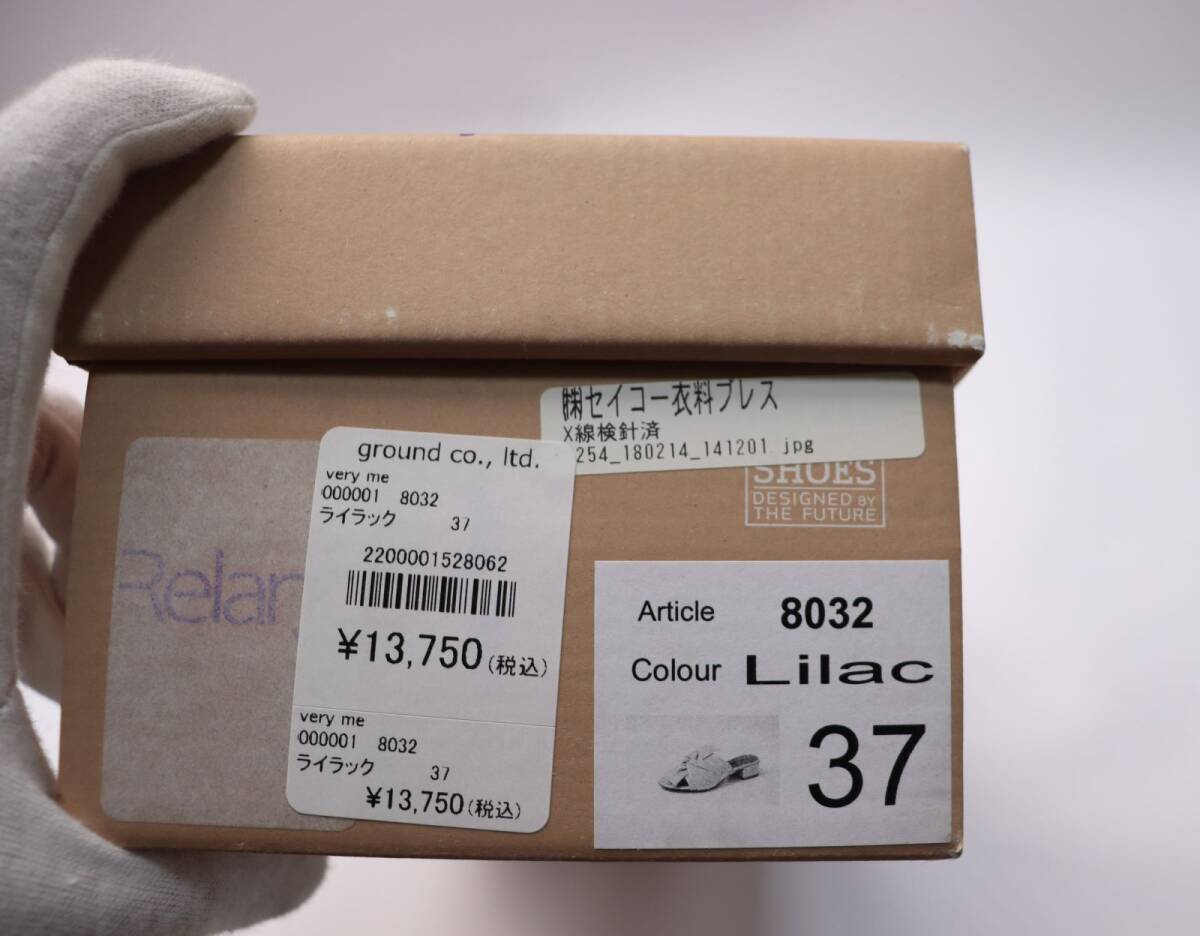 ㈱セイコー衣料プレス
X線検針済
254_180214_141201.jpg
SHOES
DESIGNED BY
THE FUTURE
ground co., ltd.
very me
000001 8032
ライラック 37
2200001528062
¥13,750(税込)
very me
000001 8032
ライラック 37
¥13,750(税込)
Article 8032
Colour Lilac
37